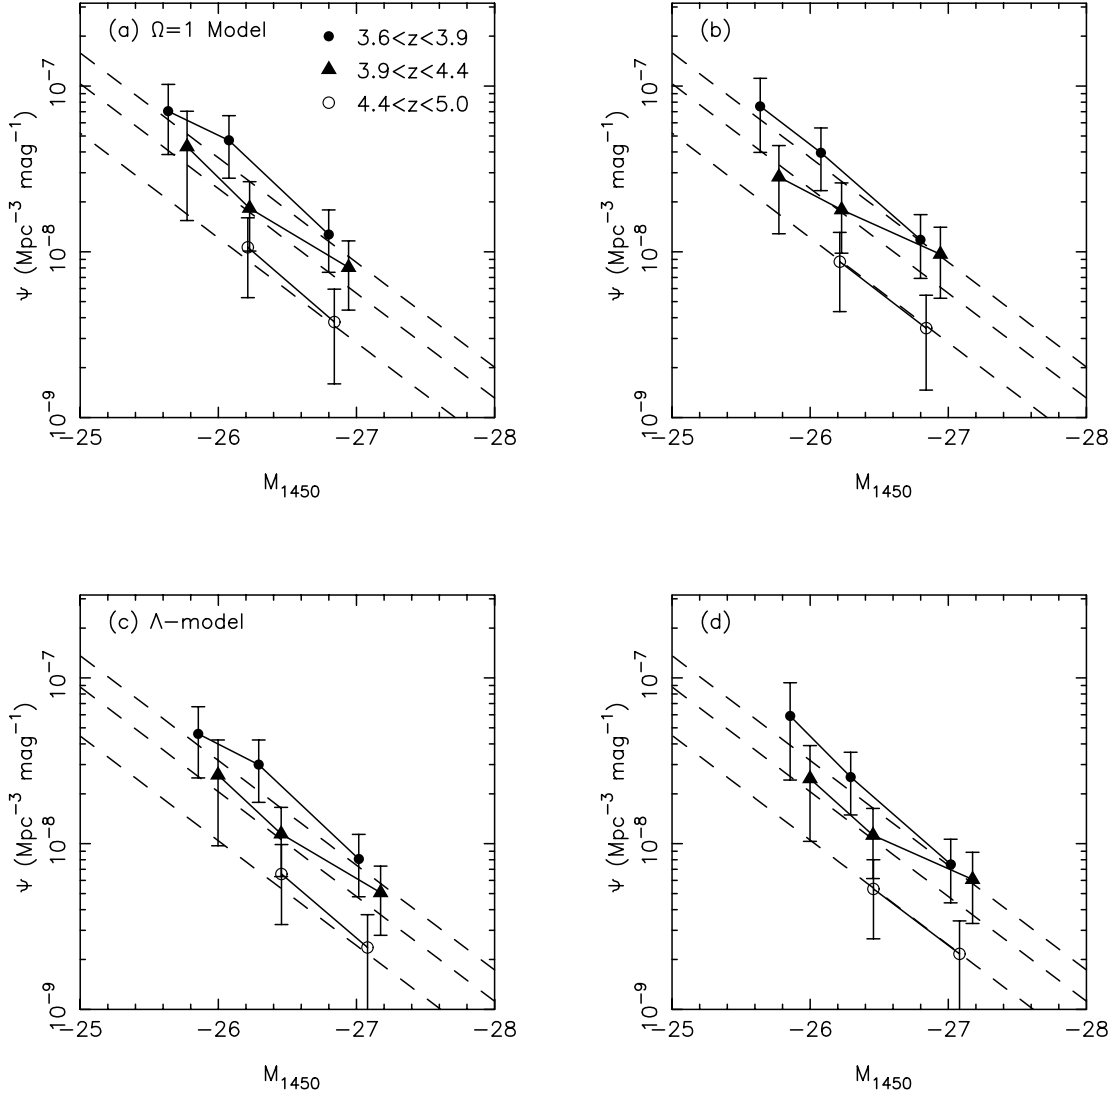 (a) Ω=1 Model
3.6<z<3.9
3.9<z<4.4
4.4<z<5.0
10⁻⁷
10⁻⁸
10⁻⁹
Ψ (Mpc⁻³ mag⁻¹)
−25 −26 −27 −28
M₁₄₅₀
(b)
10⁻⁷
10⁻⁸
10⁻⁹
Ψ (Mpc⁻³ mag⁻¹)
−25 −26 −27 −28
M₁₄₅₀
(c) Λ−model
10⁻⁷
10⁻⁸
10⁻⁹
Ψ (Mpc⁻³ mag⁻¹)
−25 −26 −27 −28
M₁₄₅₀
(d)
10⁻⁷
10⁻⁸
10⁻⁹
Ψ (Mpc⁻³ mag⁻¹)
−25 −26 −27 −28
M₁₄₅₀